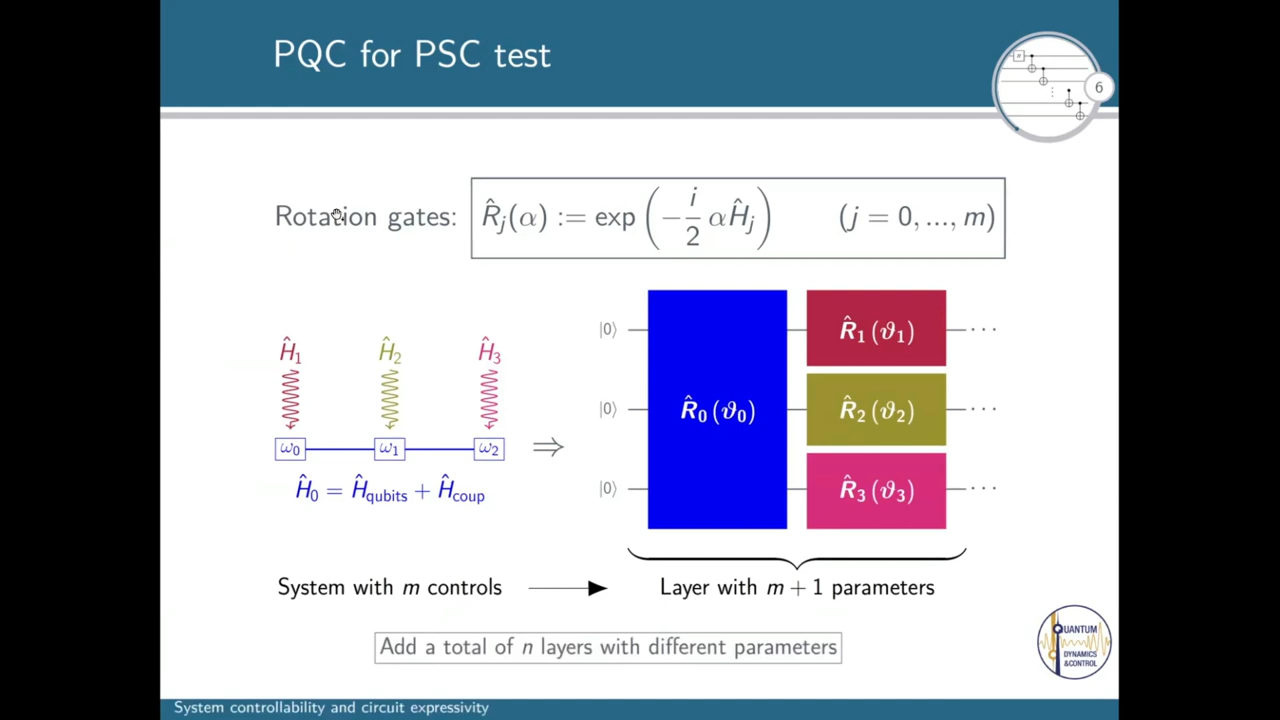 PQC for PSC test
6
Rotation gates: R̂ⱼ(α) := exp (−i/2 αĤⱼ) (j = 0, ..., m)
Ĥ₁ Ĥ₂ Ĥ₃
ω₀ ω₁ ω₂
Ĥ₀ = Ĥqubits + Ĥcoup
⇒
|0⟩ R̂₁(ϑ₁) ···
|0⟩ R̂₀(ϑ₀) R̂₂(ϑ₂) ···
|0⟩ R̂₃(ϑ₃) ···
System with m controls
Layer with m + 1 parameters
Add a total of n layers with different parameters
QUANTUM
DYNAMICS
&CONTROL
System controllability and circuit expressivity